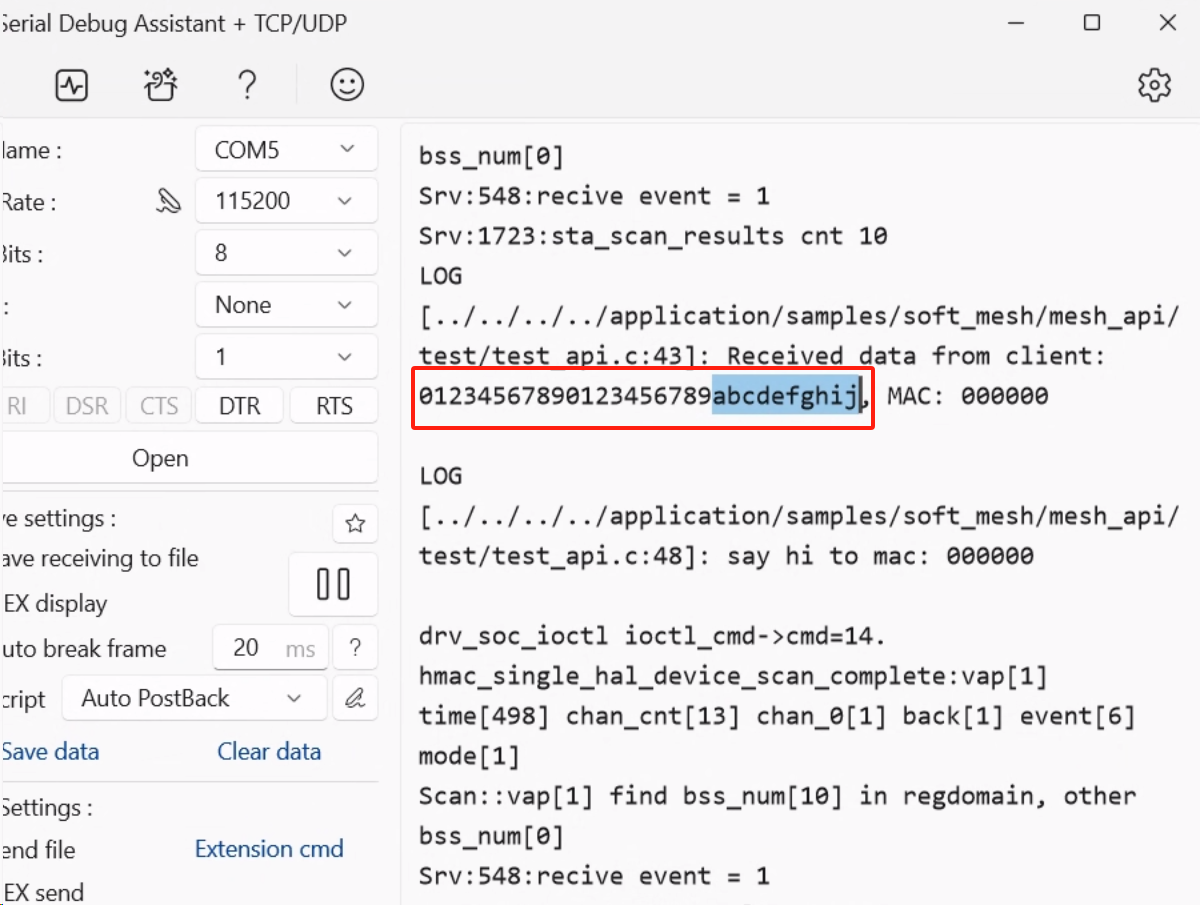 Serial Debug Assistant + TCP/UDP
?
lame :
COM5
Rate :
115200
Bits :
8
:
None
Bits :
1
RI DSR CTS DTR RTS
Open
ve settings :
ave receiving to file
EX display
uto break frame
20 ms ?
cript
Auto PostBack
Save data
Clear data
Settings :
end file
Extension cmd
EX send
bss_num[0]
Srv:548:recive event = 1
Srv:1723:sta_scan_results cnt 10
LOG
[../../../../application/samples/soft_mesh/mesh_api/
test/test_api.c:43]: Received data from client:
01234567890123456789abcdefghij, MAC: 000000
LOG
[../../../../application/samples/soft_mesh/mesh_api/
test/test_api.c:48]: say hi to mac: 000000
drv_soc_ioctl ioctl_cmd->cmd=14.
hmac_single_hal_device_scan_complete:vap[1]
time[498] chan_cnt[13] chan_0[1] back[1] event[6]
mode[1]
Scan::vap[1] find bss_num[10] in regdomain, other
bss_num[0]
Srv:548:recive event = 1